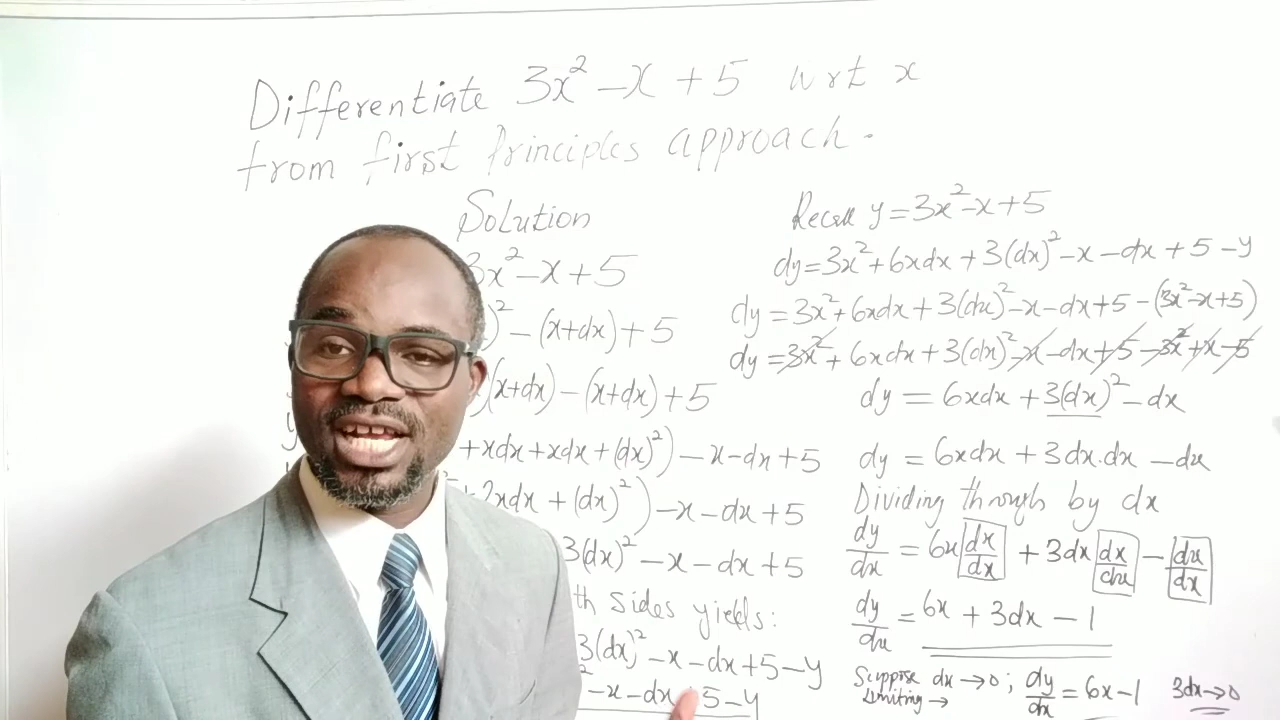 Differentiate 3x² - x + 5 wrt x
from first principles approach.
Solution
3x² - x + 5
)² - (x+dx) + 5
)(x+dx) - (x+dx) + 5
y
+ xdx + xdx + (dx)²) - x - dx + 5
+ 2xdx + (dx)²) - x - dx + 5
3(dx)² - x - dx + 5
th sides yields:
3(dx)² - x - dx + 5 - y
- x - dx + 5 - y
Recall y = 3x² - x + 5
dy = 3x² + 6xdx + 3(dx)² - x - dx + 5 - y
dy = 3x² + 6xdx + 3(dx)² - x - dx + 5 - (3x² - x + 5)
dy = 3x² + 6xdx + 3(dx)² - x - dx + 5 - 3x² + x - 5
dy = 6xdx + 3(dx)² - dx
dy = 6xdx + 3dx.dx - dx
Dividing through by dx
dy/dx = 6x dx/dx + 3dx dx/dx - dx/dx
dy/dx = 6x + 3dx - 1
Suppose dx → 0 ; dy/dx = 6x - 1 3dx → 0
Limiting →